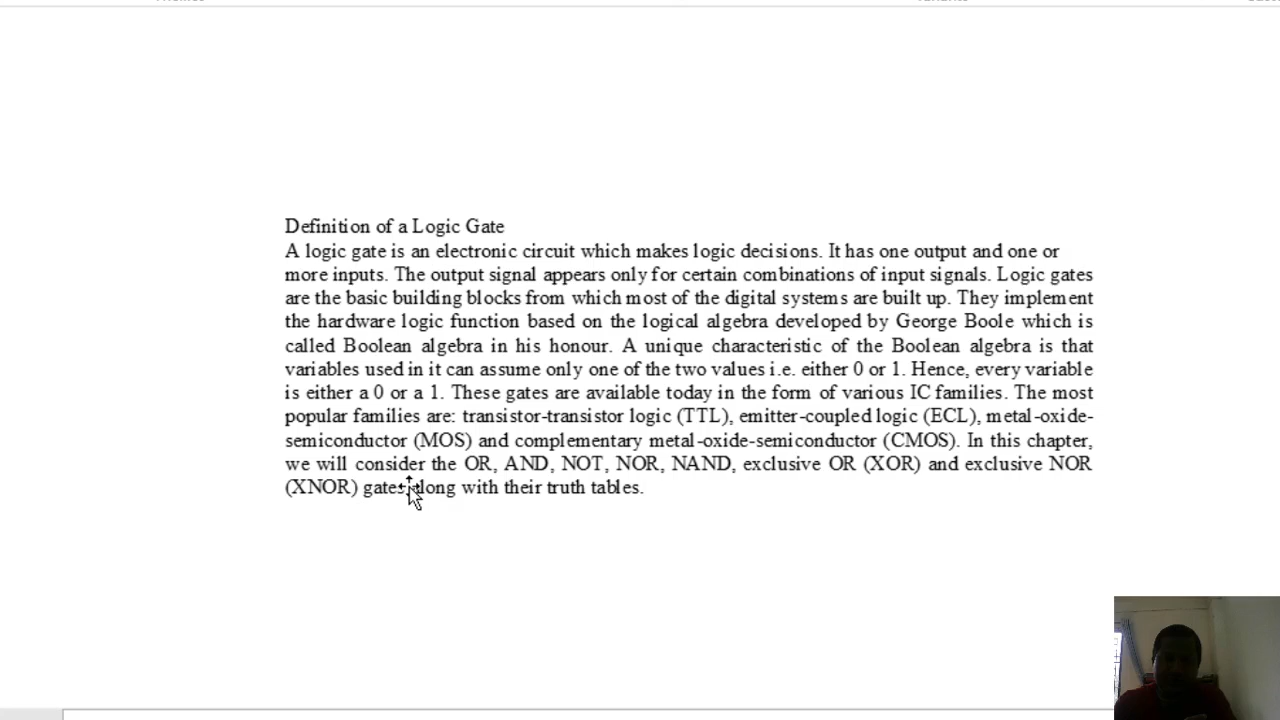 Definition of a Logic Gate
A logic gate is an electronic circuit which makes logic decisions. It has one output and one or
more inputs. The output signal appears only for certain combinations of input signals. Logic gates
are the basic building blocks from which most of the digital systems are built up. They implement
the hardware logic function based on the logical algebra developed by George Boole which is
called Boolean algebra in his honour. A unique characteristic of the Boolean algebra is that
variables used in it can assume only one of the two values i.e. either 0 or 1. Hence, every variable
is either a 0 or a 1. These gates are available today in the form of various IC families. The most
popular families are: transistor-transistor logic (TTL), emitter-coupled logic (ECL), metal-oxide-
semiconductor (MOS) and complementary metal-oxide-semiconductor (CMOS). In this chapter,
we will consider the OR, AND, NOT, NOR, NAND, exclusive OR (XOR) and exclusive NOR
(XNOR) gates along with their truth tables.